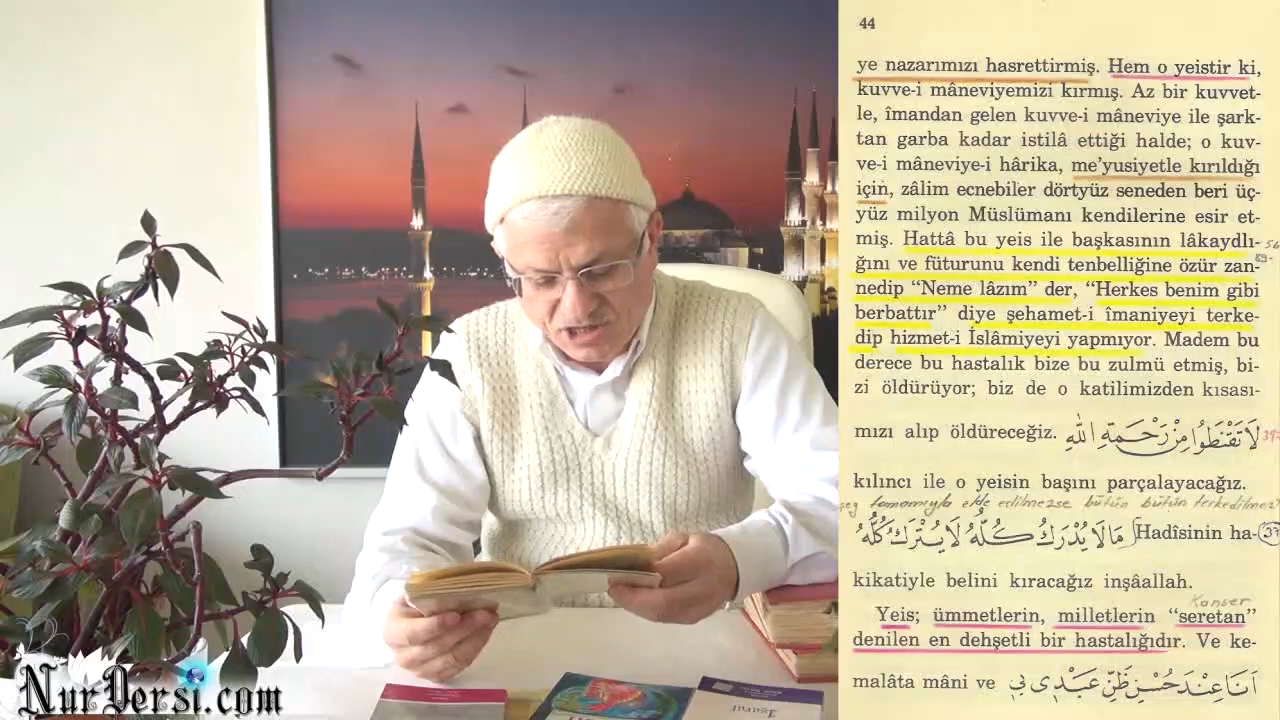 44
ye nazarımızı hasrettirmiş. Hem o yeistir ki,
kuvve-i mâneviyemizi kırmış. Az bir kuvvet-
le, îmandan gelen kuvve-i mâneviye ile şark-
tan garba kadar istilâ ettiği halde; o kuv-
ve-i mâneviye-i hârika, me'yusiyetle kırıldığı
için, zâlim ecnebiler dörtyüz seneden beri üç-
yüz milyon Müslümanı kendilerine esir et-
miş. Hattâ bu yeis ile başkasının lâkaydlı-
ğını ve füturunu kendi tenbelliğine özür zan-
nedip “Neme lâzım” der, “Herkes benim gibi
berbattır” diye şehamet-i îmaniyeyi terke-
dip hizmet-i İslâmiyeyi yapmıyor. Madem bu
derece bu hastalık bize bu zulmü etmiş, bi-
zi öldürüyor; biz de o katilimizden kısası-
mızı alıp öldüreceğiz. لَا تَقْنَطُوا مِنْ رَحْمَةِ اللّٰهِ
kılıncı ile o yeisin başını parçalayacağız.
şey tamamıyla elde edilmezse bütün bütün terkedilmez
مَا لَا يُدْرَكُ كُلُّهُ لَا يُتْرَكُ كُلُّهُ Hadîsinin ha-
kikatiyle belini kıracağız inşâallah.
Kanser
Yeis; ümmetlerin, milletlerin “seretan”
denilen en dehşetli bir hastalığıdır. Ve ke-
malâta mâni ve اَنَا عِنْدَ حُسْنِ ظَنِّ عَبْدِى بِى
NurDersi.com